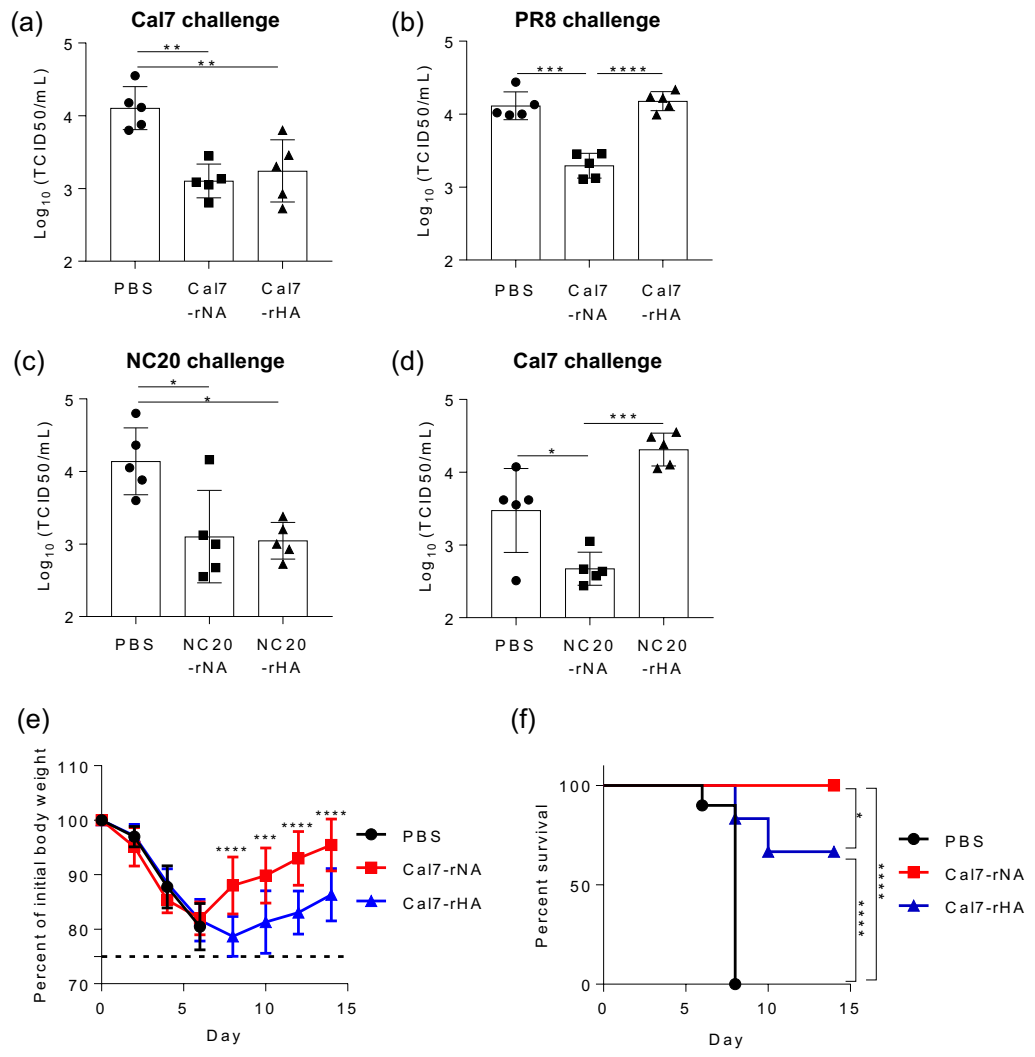 (a)
Cal7 challenge
Log10 (TCID50/mL)
5
4
3
2
**
**
PBS
Cal7
-rNA
Cal7
-rHA
(b)
PR8 challenge
Log10 (TCID50/mL)
5
4
3
2
***
****
PBS
Cal7
-rNA
Cal7
-rHA
(c)
NC20 challenge
Log10 (TCID50/mL)
5
4
3
2
*
*
PBS
NC20
-rNA
NC20
-rHA
(d)
Cal7 challenge
Log10 (TCID50/mL)
5
4
3
2
*
***
PBS
NC20
-rNA
NC20
-rHA
(e)
Percent of initial body weight
110
100
90
80
70
0
5
10
15
Day
****
***
****
****
PBS
Cal7-rNA
Cal7-rHA
(f)
Percent survival
100
50
0
0
5
10
15
Day
*
****
****
PBS
Cal7-rNA
Cal7-rHA